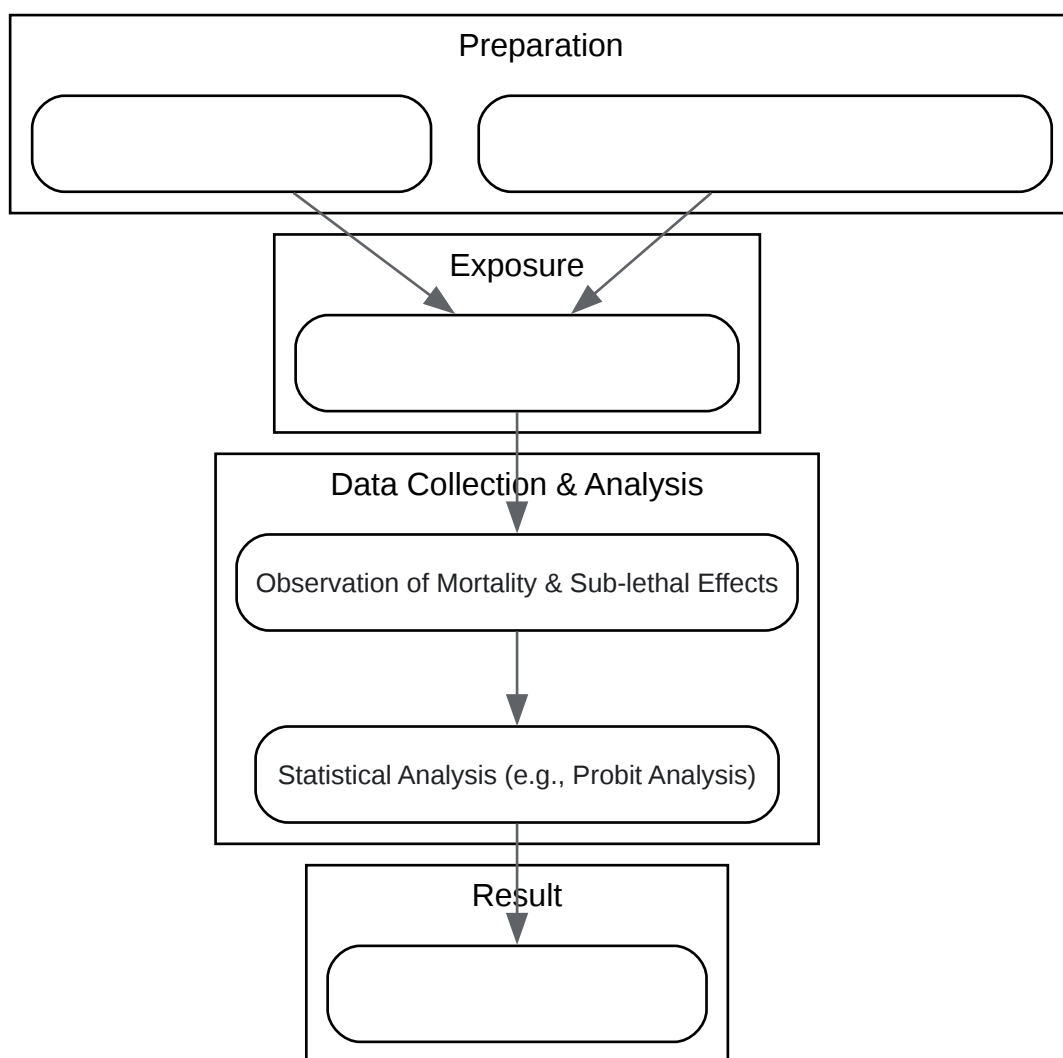 Preparation
Exposure
Data Collection & Analysis
Observation of Mortality & Sub-lethal Effects
Statistical Analysis (e.g., Probit Analysis)
Result